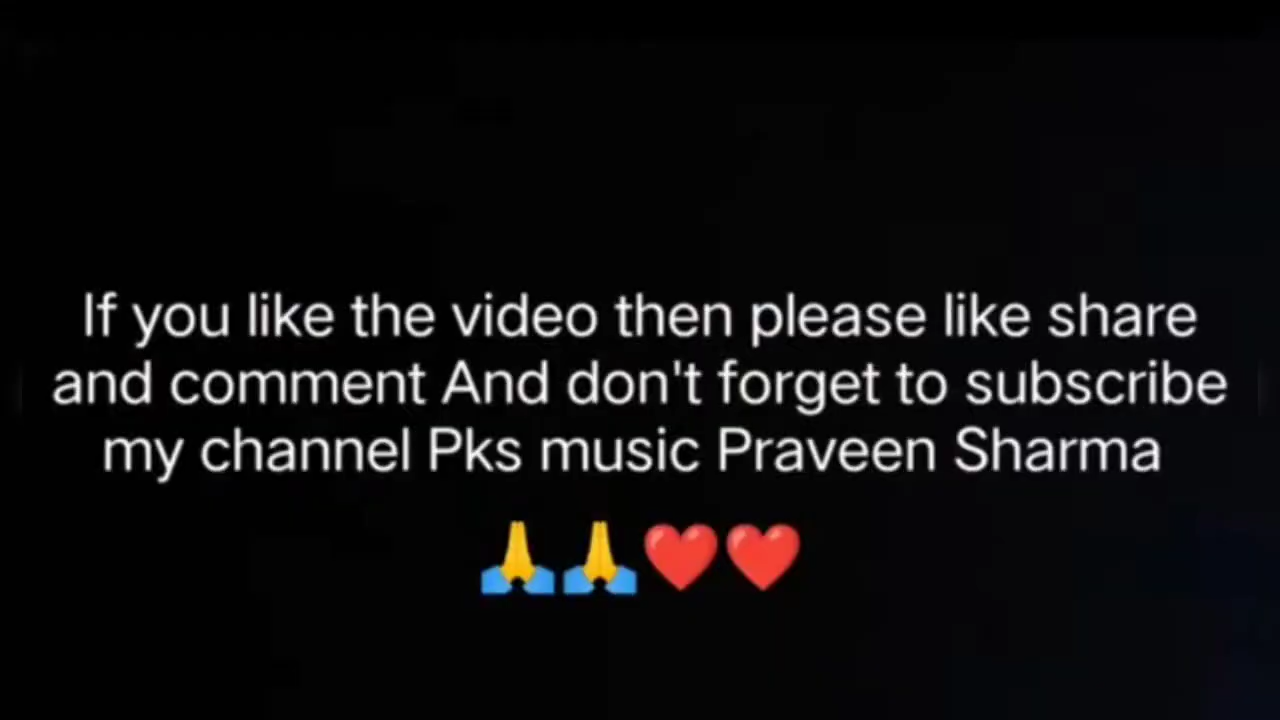 If you like the video then please like share
and comment And don't forget to subscribe
my channel Pks music Praveen Sharma
🙏🙏❤️❤️